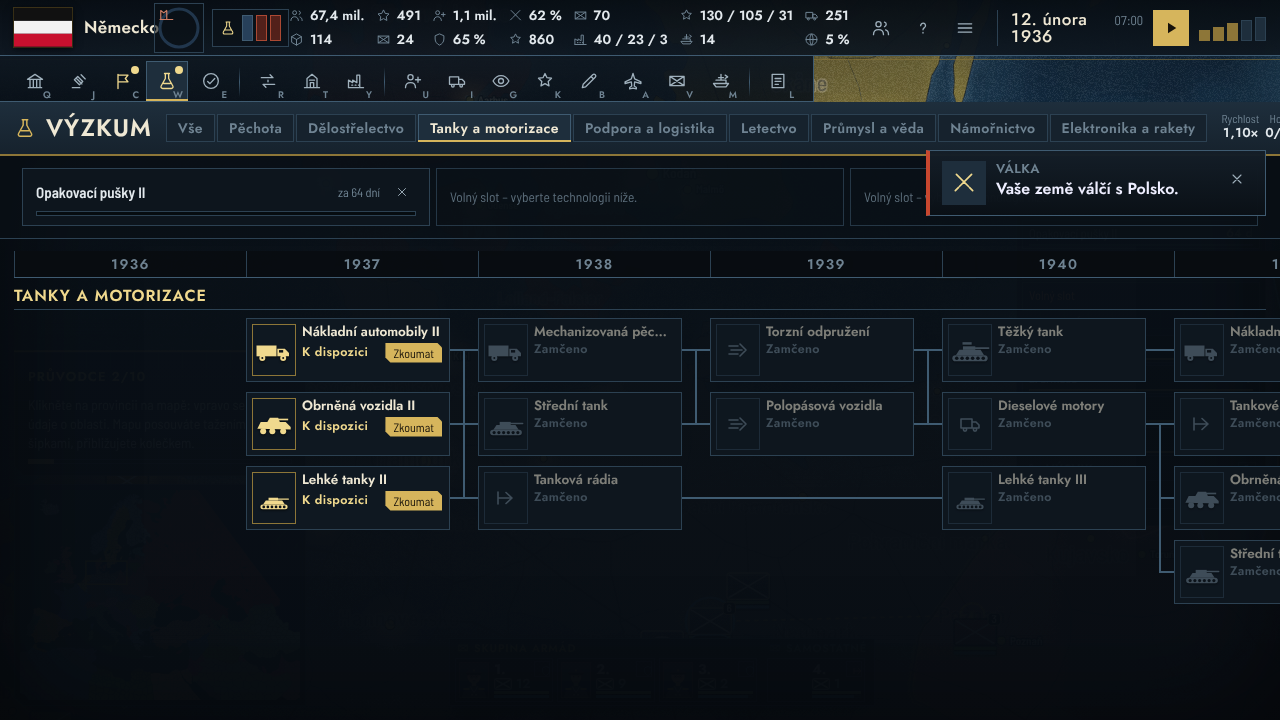 Německo
67,4 mil.
491
1,1 mil.
62 %
70
130 / 105 / 31
251
114
24
65 %
860
40 / 23 / 3
14
5 %
?
12. února
1936
07:00
Q
J
C
W
E
R
T
Y
U
I
G
K
B
A
V
M
L
VÝZKUM
Vše
Pěchota
Dělostřelectvo
Tanky a motorizace
Podpora a logistika
Letectvo
Průmysl a věda
Námořnictvo
Elektronika a rakety
Rychlost
1,10×
Opakovací pušky II
za 64 dní
Volný slot – vyberte technologii níže.
Volný slot –
VÁLKA
Vaše země válčí s Polsko.
1936
1937
1938
1939
1940
TANKY A MOTORIZACE
Nákladní automobily II
K dispozici
Zkoumat
Mechanizovaná pěc...
Zamčeno
Torzní odpružení
Zamčeno
Těžký tank
Zamčeno
Nákladn
Zamčeno
Obrněná vozidla II
K dispozici
Zkoumat
Střední tank
Zamčeno
Polopásová vozidla
Zamčeno
Dieselové motory
Zamčeno
Tankové
Zamčeno
Lehké tanky II
K dispozici
Zkoumat
Tanková rádia
Zamčeno
Lehké tanky III
Zamčeno
Obrněná
Zamčeno
Střední t
Zamčeno